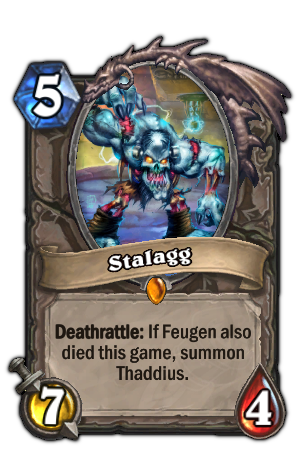 5
Stalagg
Deathrattle: If Feugen also
died this game, summon
Thaddius.
7
4